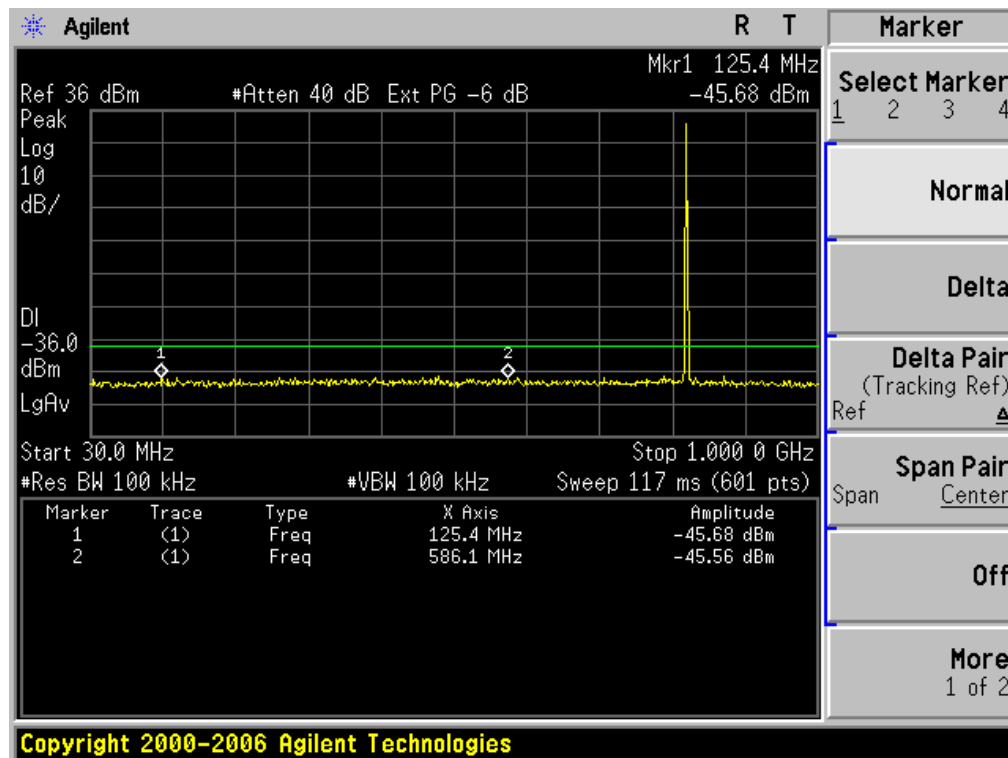 Agilent R T
Mkr1 125.4 MHz
Ref 36 dBm #Atten 40 dB Ext PG -6 dB -45.68 dBm
Peak
Log
10
dB/
DI
-36.0
dBm
LgAv
1 2
Start 30.0 MHz Stop 1.000 0 GHz
#Res BW 100 kHz #VBW 100 kHz Sweep 117 ms (601 pts)
Marker Trace Type X Axis Amplitude
1 (1) Freq 125.4 MHz -45.68 dBm
2 (1) Freq 586.1 MHz -45.56 dBm
Marker
Select Marker
1 2 3 4
Normal
Delta
Delta Pair
(Tracking Ref)
Ref Δ
Span Pair
Span Center
Off
More
1 of 2
Copyright 2000-2006 Agilent Technologies